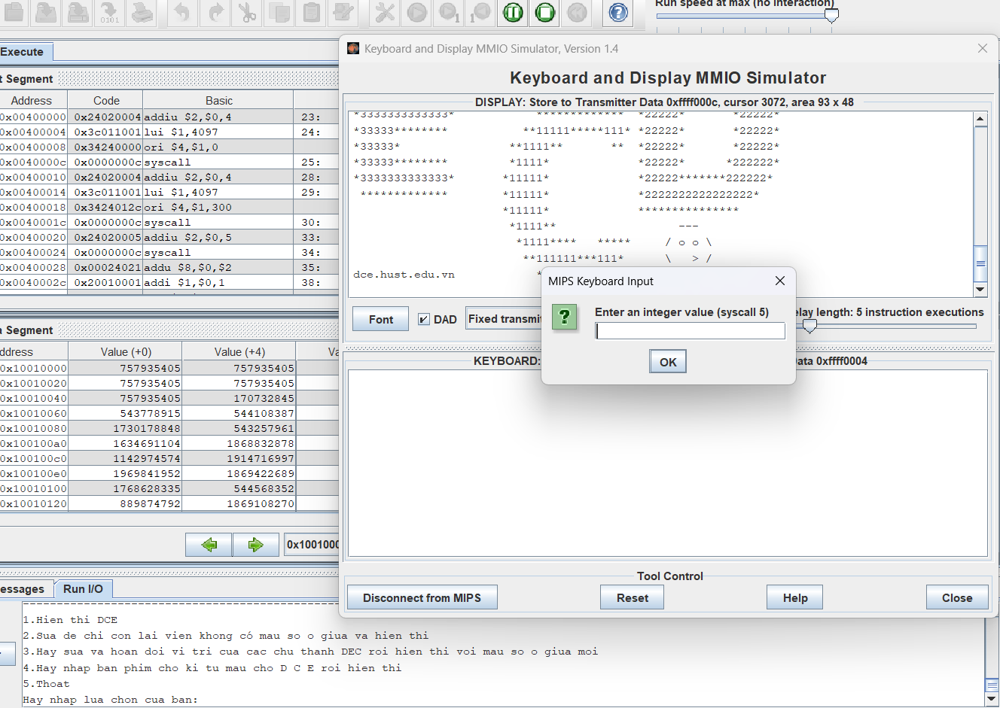 Run speed at max (no interaction)
0101
1
1
Execute
t Segment
Address Code Basic
0x00400000 0x24020004 addiu $2,$0,4 23:
0x00400004 0x3c011001 lui $1,4097 24:
0x00400008 0x34240000 ori $4,$1,0
0x0040000c 0x0000000c syscall 25:
0x00400010 0x24020004 addiu $2,$0,4 28:
0x00400014 0x3c011001 lui $1,4097 29:
0x00400018 0x3424012c ori $4,$1,300
0x0040001c 0x0000000c syscall 30:
0x00400020 0x24020005 addiu $2,$0,5 33:
0x00400024 0x0000000c syscall 34:
0x00400028 0x00024021 addu $8,$0,$2 35:
0x0040002c 0x20010001 addi $1,$0,1 38:
a Segment
ddress Value (+0) Value (+4) Va
0x10010000 757935405 757935405
0x10010020 757935405 757935405
0x10010040 757935405 170732845
0x10010060 543778915 544108387
0x10010080 1730178848 543257961
0x100100a0 1634691104 1868832878
0x100100c0 1142974574 1914716997
0x100100e0 1969841952 1869422689
0x10010100 1768628335 544568352
0x10010120 889874792 1869108270
0x1001000
Keyboard and Display MMIO Simulator, Version 1.4
Keyboard and Display MMIO Simulator
DISPLAY: Store to Transmitter Data 0xffff000c, cursor 3072, area 93 x 48
*3333333333333* ************* *22222* *22222*
*33333******** **11111*****111* *22222* *22222*
*33333* **1111** ** *22222* *22222*
*33333******** *1111* *22222* *222222*
*3333333333333* *11111* *22222*******222222*
************* *11111* *2222222222222222*
*11111* ***************
*1111** ---
*1111**** ***** / o o \
**111111***111* \ > /
dce.hust.edu.vn *
Font DAD Fixed transmi elay length: 5 instruction executions
KEYBOARD: ata 0xffff0004
MIPS Keyboard Input
?
Enter an integer value (syscall 5)
OK
Tool Control
Disconnect from MIPS Reset Help Close
essages Run I/O
1.Hien thi DCE
2.Sua de chi con lai vien khong có mau so o giua va hien thi
3.Hay sua va hoan doi vi tri cua cac chu thanh DEC roi hien thi voi mau so o giua moi
4.Hay nhap ban phim cho ki tu mau cho D C E roi hien thi
5.Thoat
Hay nhap lua chon cua ban: